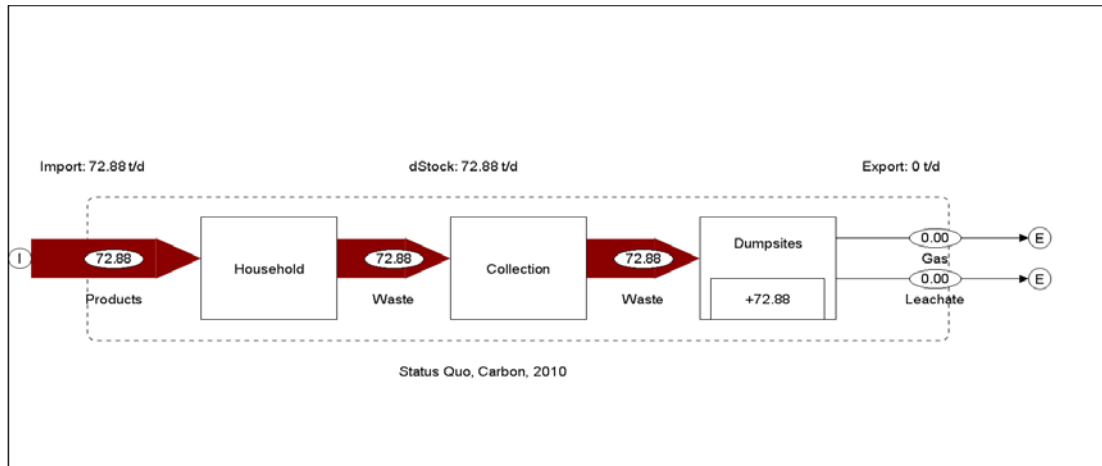 Import: 72.88 t/d
dStock: 72.88 t/d
Export: 0 t/d
I
72.88
Products
Household
72.88
Waste
Collection
72.88
Waste
Dumpsites
+72.88
0.00
Gas
E
0.00
Leachate
E
Status Quo, Carbon, 2010